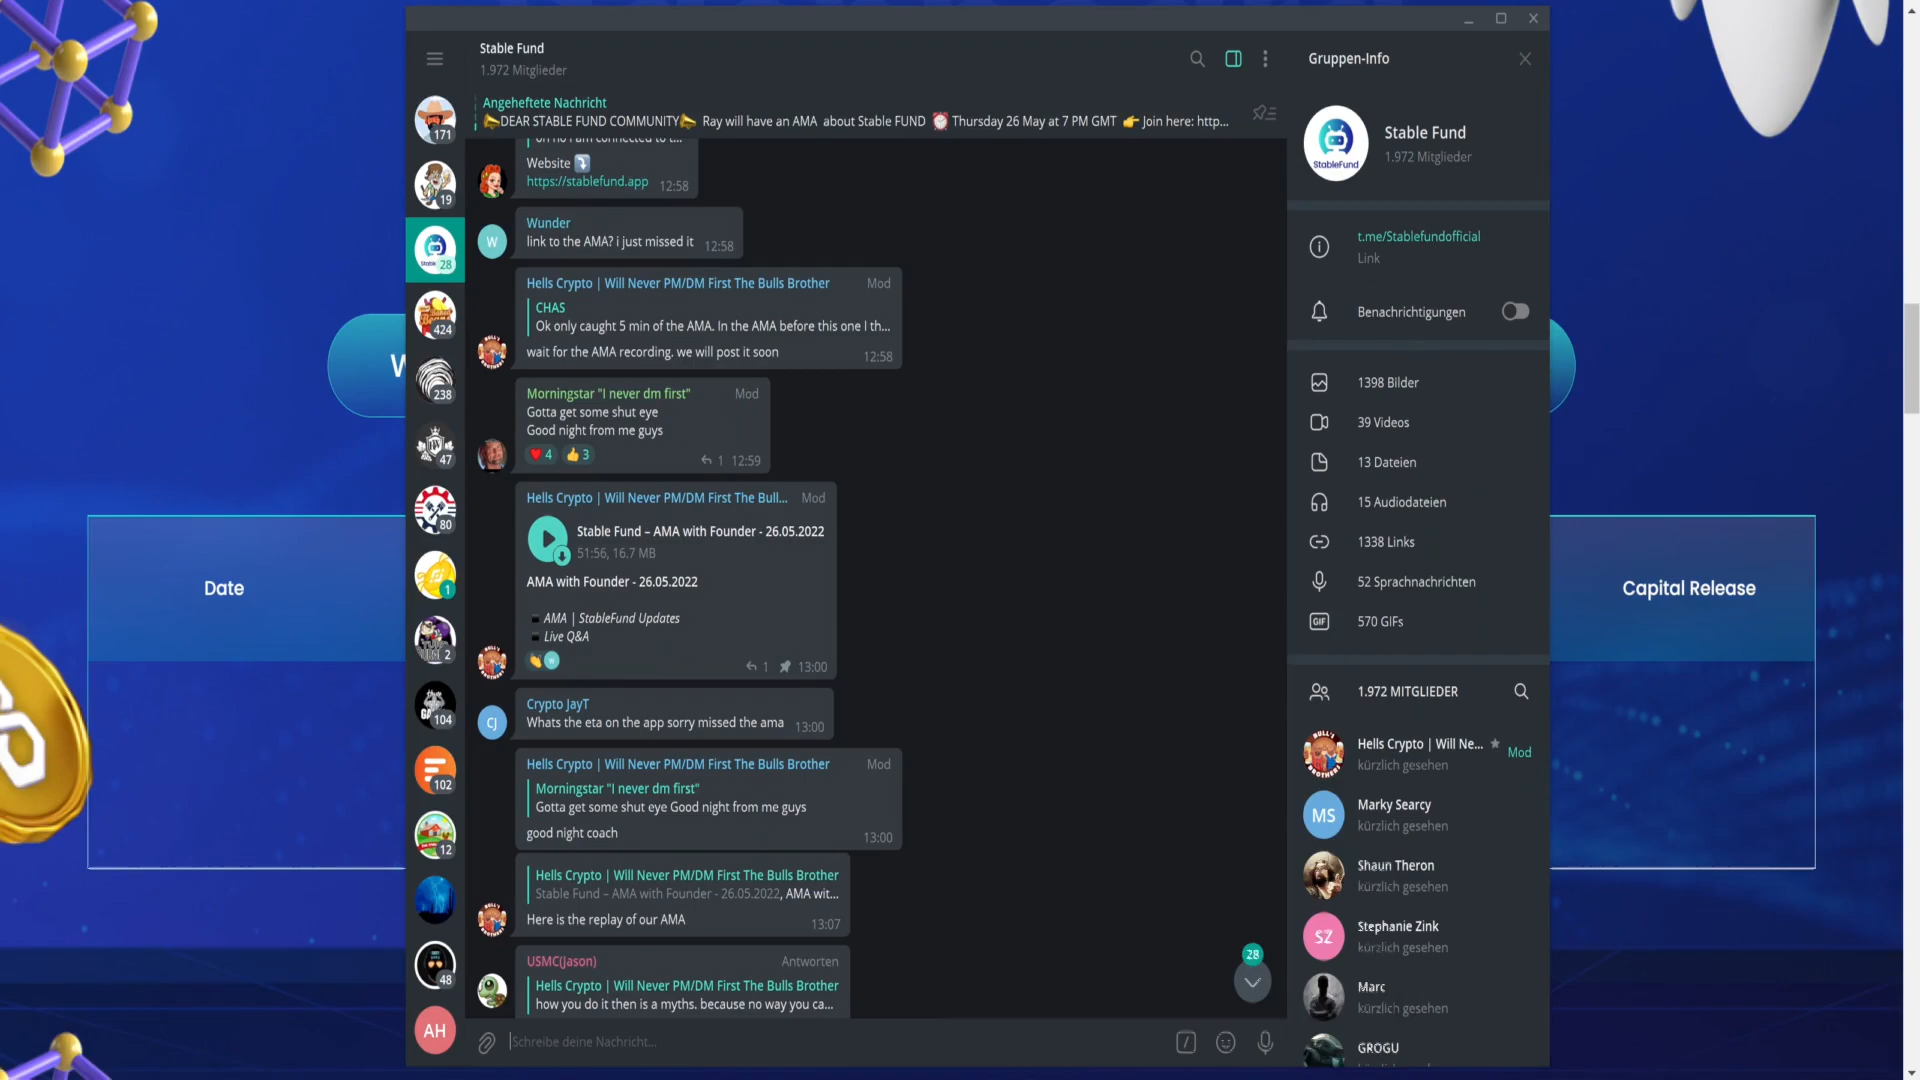 Stable Fund
1.972 Mitglieder
Angeheftete Nachricht
📣DEAR STABLE FUND COMMUNITY📣 Ray will have an AMA about Stable FUND ⏰ Thursday 26 May at 7 PM GMT 👉 Join here: http...
Website ⤵️
https://stablefund.app 12:58
Wunder
link to the AMA? i just missed it 12:58
Hells Crypto | Will Never PM/DM First The Bulls Brother Mod
CHAS
Ok only caught 5 min of the AMA. In the AMA before this one I th...
wait for the AMA recording. we will post it soon 12:58
Morningstar "I never dm first" Mod
Gotta get some shut eye
Good night from me guys
❤️ 4 👍 3 1 12:59
Hells Crypto | Will Never PM/DM First The Bull... Mod
Stable Fund – AMA with Founder - 26.05.2022
51:56, 16.7 MB
AMA with Founder - 26.05.2022
AMA | StableFund Updates
Live Q&A
1 13:00
Crypto JayT
Whats the eta on the app sorry missed the ama 13:00
Hells Crypto | Will Never PM/DM First The Bulls Brother Mod
Morningstar "I never dm first"
Gotta get some shut eye Good night from me guys
good night coach 13:00
Hells Crypto | Will Never PM/DM First The Bulls Brother
Stable Fund – AMA with Founder - 26.05.2022, AMA wit...
Here is the replay of our AMA 13:07
USMC(Jason) Antworten
Hells Crypto | Will Never PM/DM First The Bulls Brother
how you do it then is a myths. because no way you ca...
28
Schreibe deine Nachricht...
171
19
28
424
238
47
80
1
2
104
102
12
48
AH
W
CJ
Gruppen-Info
StableFund
Stable Fund
1.972 Mitglieder
t.me/Stablefundofficial
Link
Benachrichtigungen
1398 Bilder
39 Videos
13 Dateien
15 Audiodateien
1338 Links
52 Sprachnachrichten
GIF 570 GIFs
1.972 MITGLIEDER
Hells Crypto | Will Ne... Mod
kürzlich gesehen
MS Marky Searcy
kürzlich gesehen
Shaun Theron
kürzlich gesehen
SZ Stephanie Zink
kürzlich gesehen
Marc
kürzlich gesehen
GROGU
Date
Capital Release